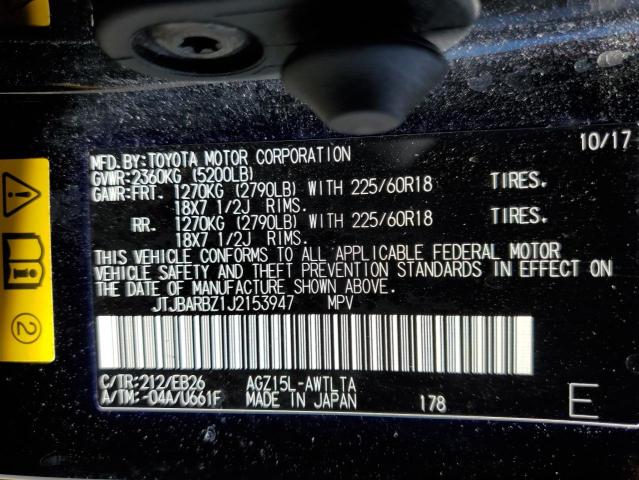 10/17
MFD.BY:TOYOTA MOTOR CORPORATION
GVWR:2360KG (5200LB)
GAWR:FRT. 1270KG (2790LB) WITH 225/60R18 TIRES.
18X7 1/2J RIMS.
RR. 1270KG (2790LB) WITH 225/60R18 TIRES.
18X7 1/2J RIMS.
THIS VEHICLE CONFORMS TO ALL APPLICABLE FEDERAL MOTOR
VEHICLE SAFETY AND THEFT PREVENTION STANDARDS IN EFFECT ON
THE DATE OF MANUFACTURE SHOWN ABOVE.
JTJBARBZ1J2153947 MPV
C/TR:212/EB26 AGZ15L-AWTLTA
A/TM:-04A/U661F MADE IN JAPAN 178 E
2